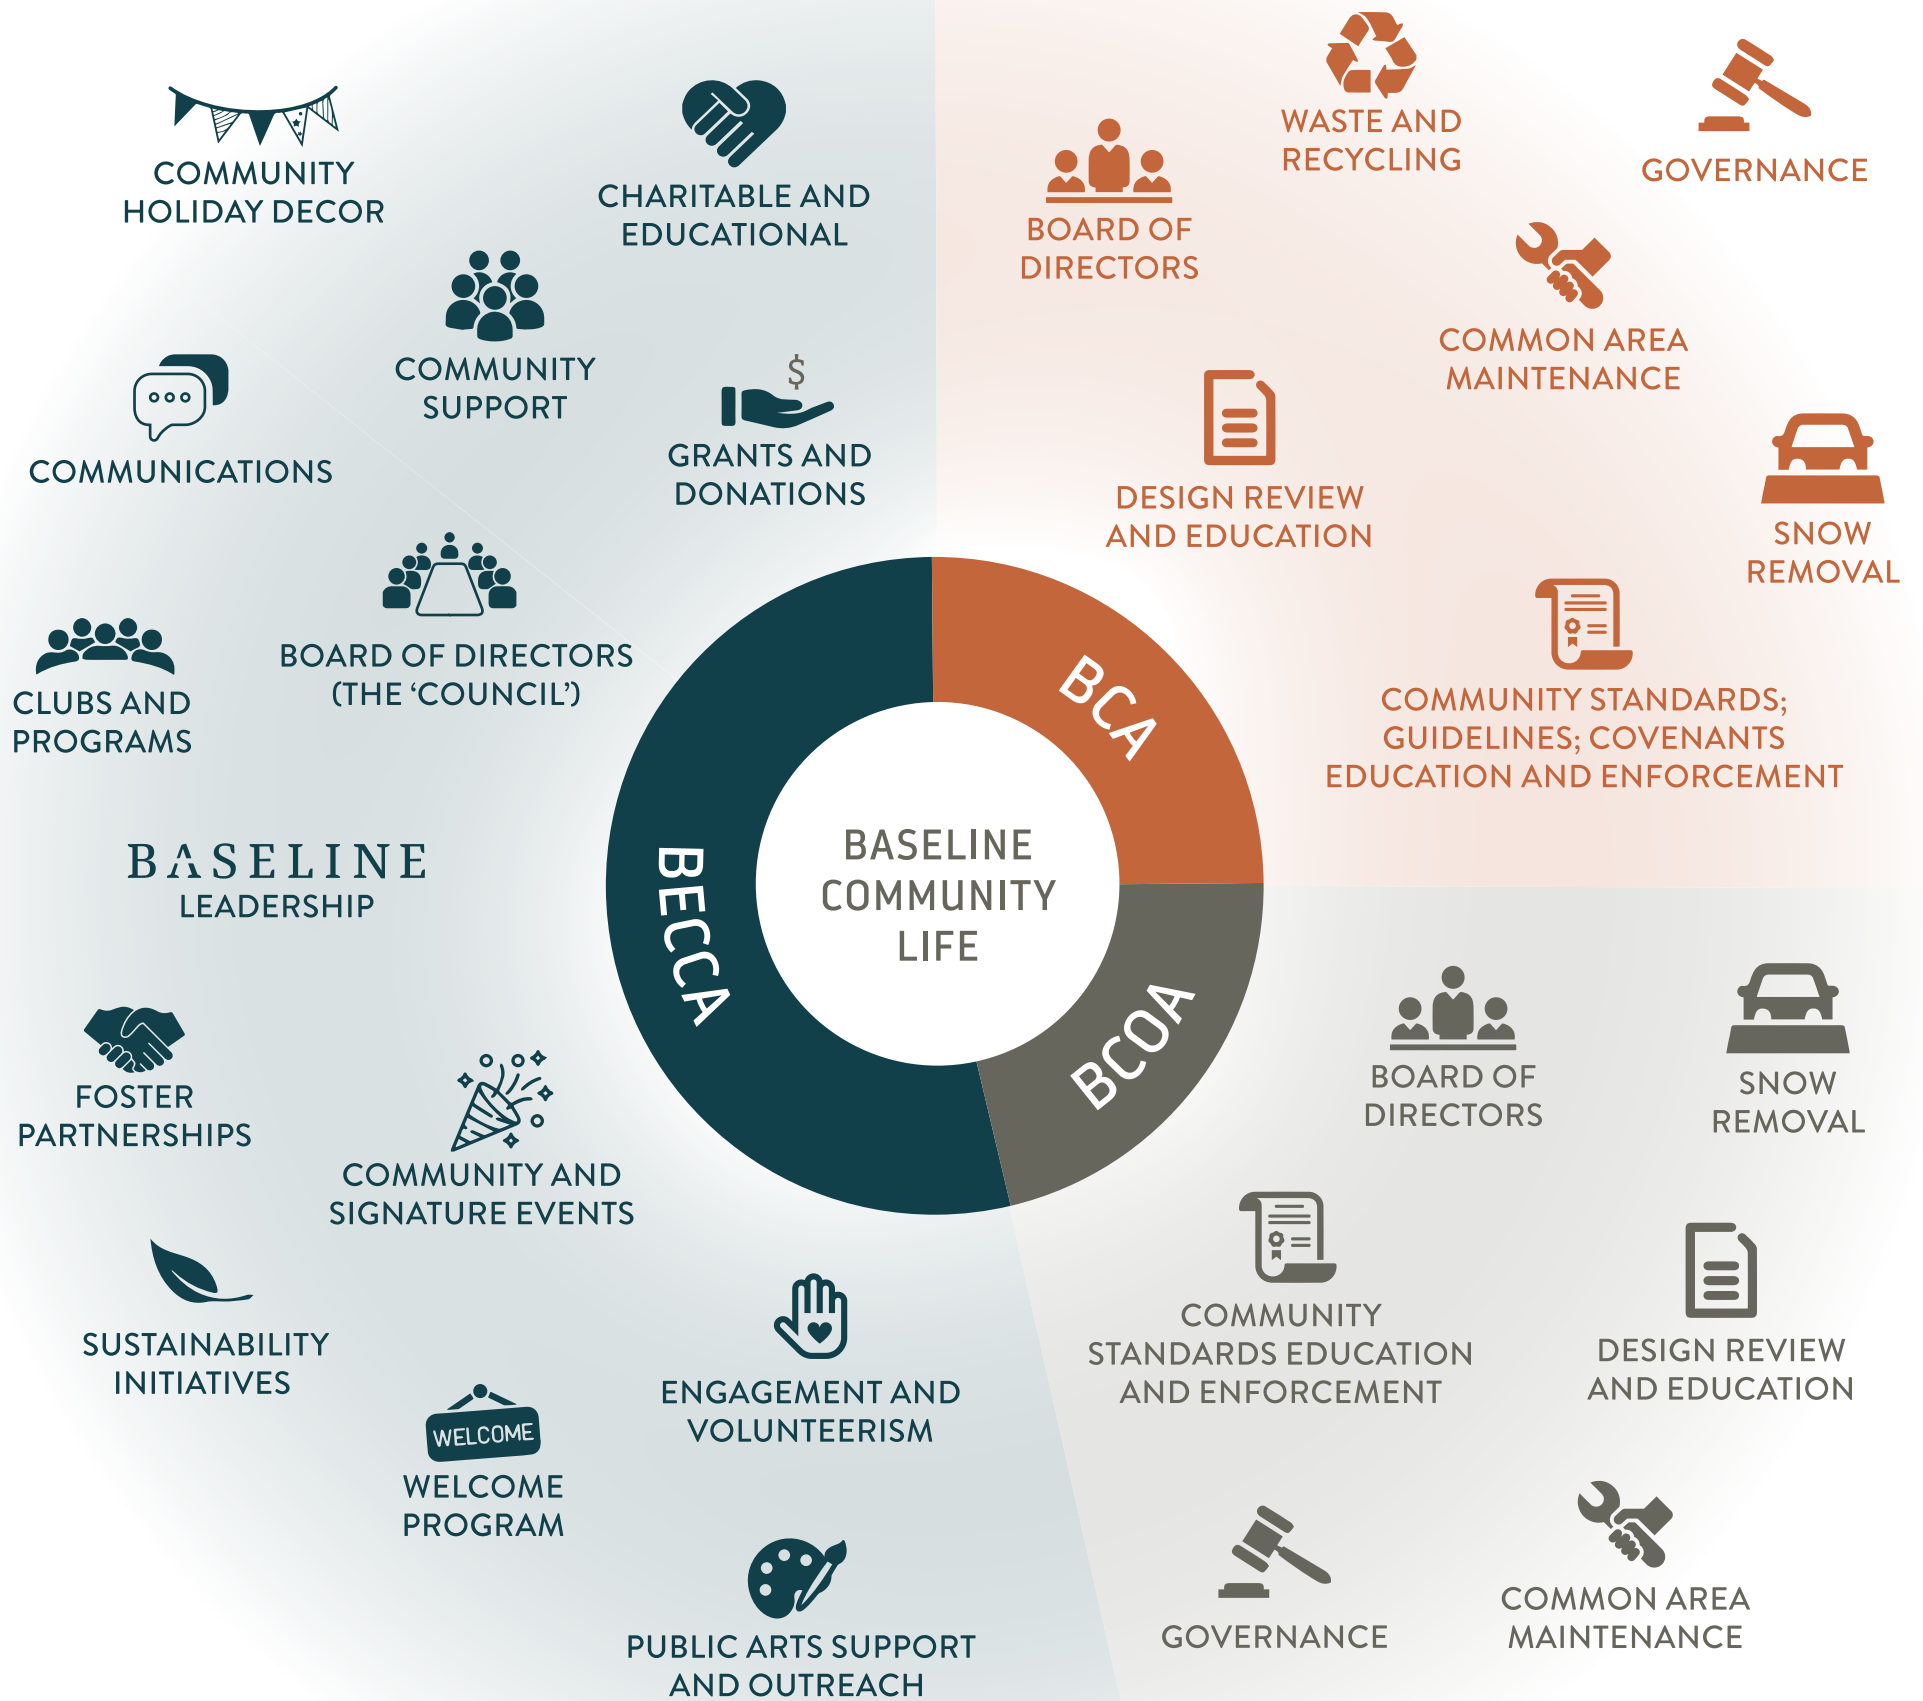 COMMUNITY
HOLIDAY DECOR
CHARITABLE AND
EDUCATIONAL
COMMUNITY
SUPPORT
COMMUNICATIONS
$
GRANTS AND
DONATIONS
BOARD OF DIRECTORS
(THE ‘COUNCIL’)
CLUBS AND
PROGRAMS
BASELINE
LEADERSHIP
FOSTER
PARTNERSHIPS
COMMUNITY AND
SIGNATURE EVENTS
SUSTAINABILITY
INITIATIVES
WELCOME
WELCOME
PROGRAM
ENGAGEMENT AND
VOLUNTEERISM
PUBLIC ARTS SUPPORT
AND OUTREACH
BECCA
BASELINE
COMMUNITY
LIFE
BCA
BCOA
WASTE AND
RECYCLING
GOVERNANCE
BOARD OF
DIRECTORS
COMMON AREA
MAINTENANCE
DESIGN REVIEW
AND EDUCATION
SNOW
REMOVAL
COMMUNITY STANDARDS;
GUIDELINES; COVENANTS
EDUCATION AND ENFORCEMENT
BOARD OF
DIRECTORS
SNOW
REMOVAL
COMMUNITY
STANDARDS EDUCATION
AND ENFORCEMENT
DESIGN REVIEW
AND EDUCATION
GOVERNANCE
COMMON AREA
MAINTENANCE